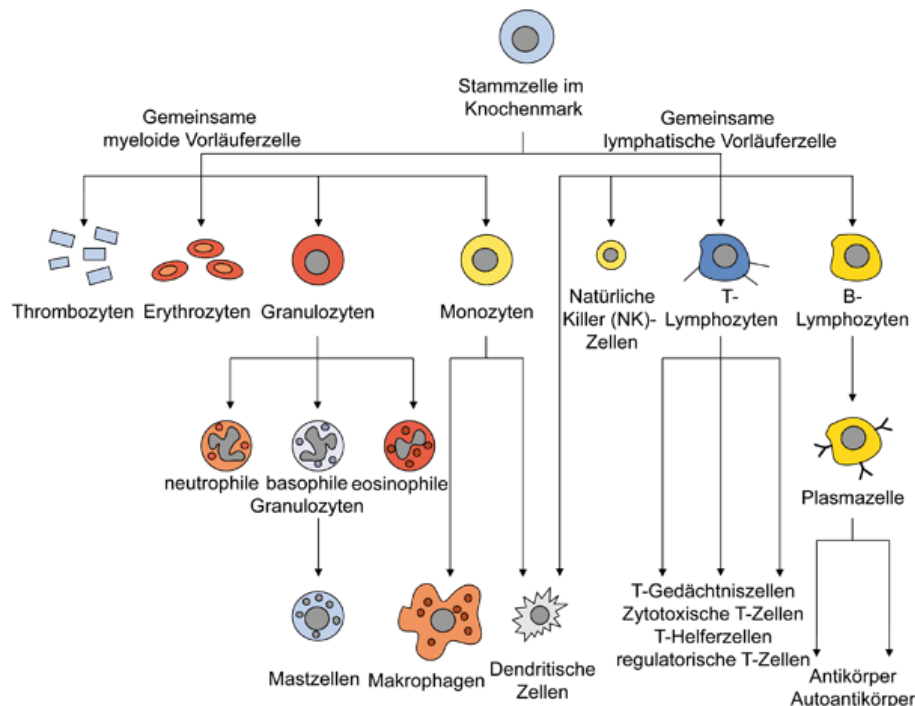 Stammzelle im
Knochenmark
Gemeinsame
myeloide Vorläuferzelle
Gemeinsame
lymphatische Vorläuferzelle
Thrombozyten
Erythrozyten
Granulozyten
Monozyten
Natürliche
Killer (NK)-
Zellen
T-
Lymphozyten
B-
Lymphozyten
neutrophile basophile eosinophile
Granulozyten
Plasmazelle
Mastzellen
Makrophagen
Dendritische
Zellen
T-Gedächtniszellen
Zytotoxische T-Zellen
T-Helferzellen
regulatorische T-Zellen
Antikörper
Autoantikörper